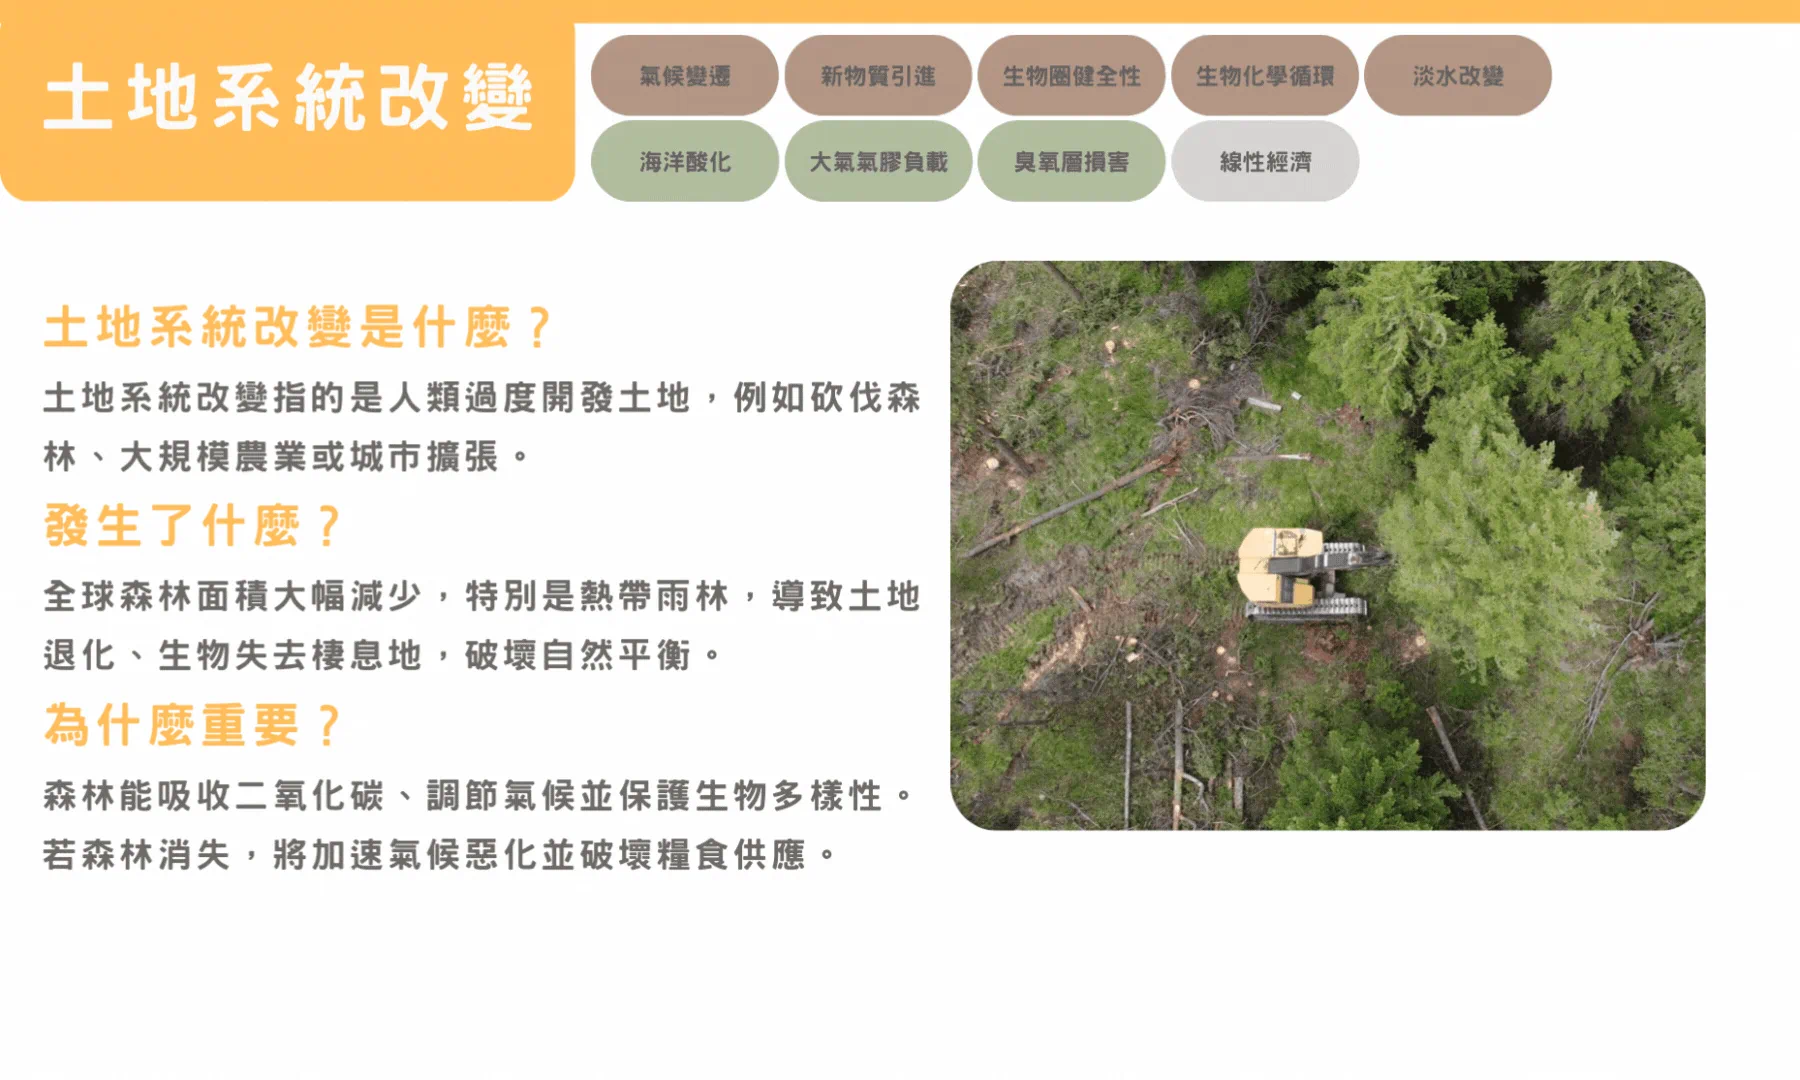 土地系統改變
氣候變遷
新物質引進
生物圈健全性
生物化學循環
淡水改變
海洋酸化
大氣氣膠負載
臭氧層損害
線性經濟
土地系統改變是什麼？
土地系統改變指的是人類過度開發土地，例如砍伐森
林、大規模農業或城市擴張。
發生了什麼？
全球森林面積大幅減少，特別是熱帶雨林，導致土地
退化、生物失去棲息地，破壞自然平衡。
為什麼重要？
森林能吸收二氧化碳、調節氣候並保護生物多樣性。
若森林消失，將加速氣候惡化並破壞糧食供應。